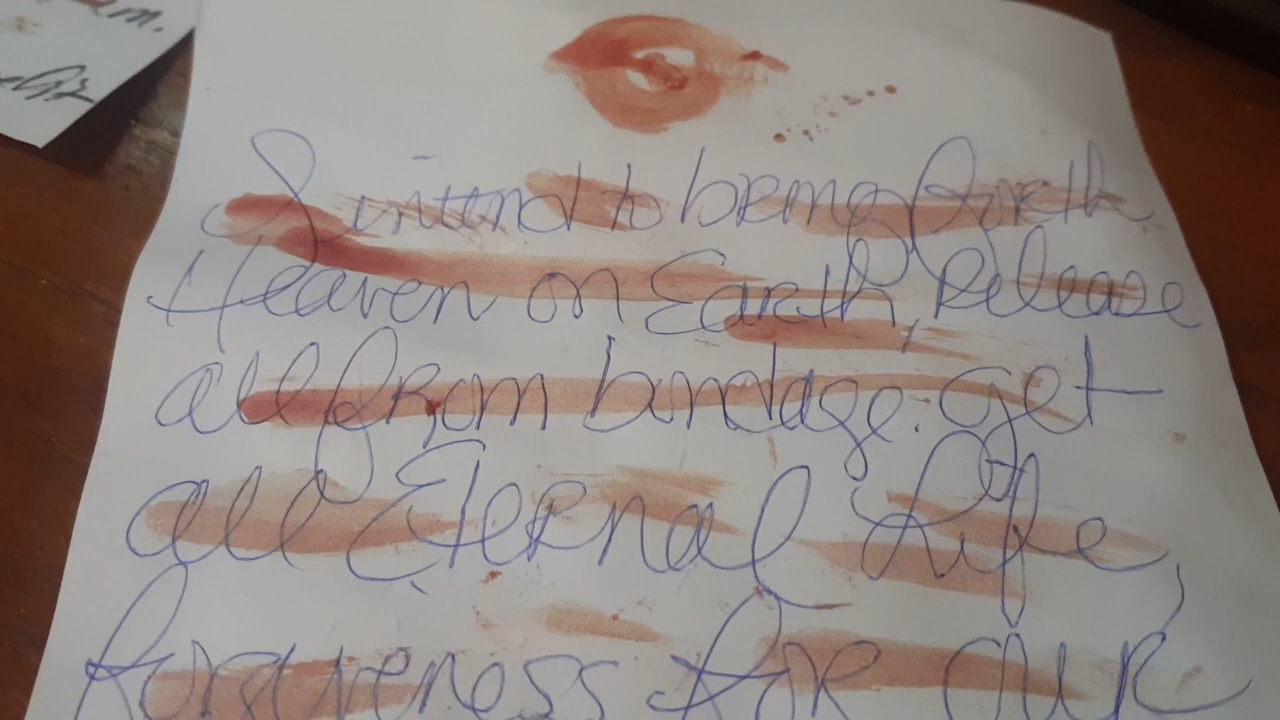 m.
I intend to bring forth
Heaven on Earth, Release
all from bondage. get
all Eternal Life,
forgiveness for our